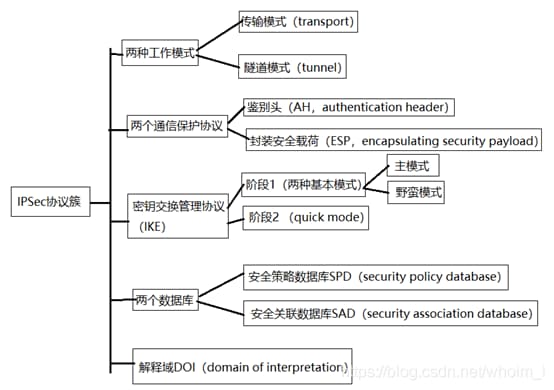 传输模式（transport）
两种工作模式
隧道模式（tunnel）
鉴别头（AH，authentication header）
两个通信保护协议
封装安全载荷（ESP，encapsulating security payload）
主模式
阶段1（两种基本模式）
野蛮模式
IPSec协议簇
密钥交换管理协议
（IKE）
阶段2 （quick mode）
安全策略数据库SPD（security policy database）
两个数据库
安全关联数据库SAD（security association database）
解释域DOI（domain of interpretation）
https://blog.csdn.net/whoim_i